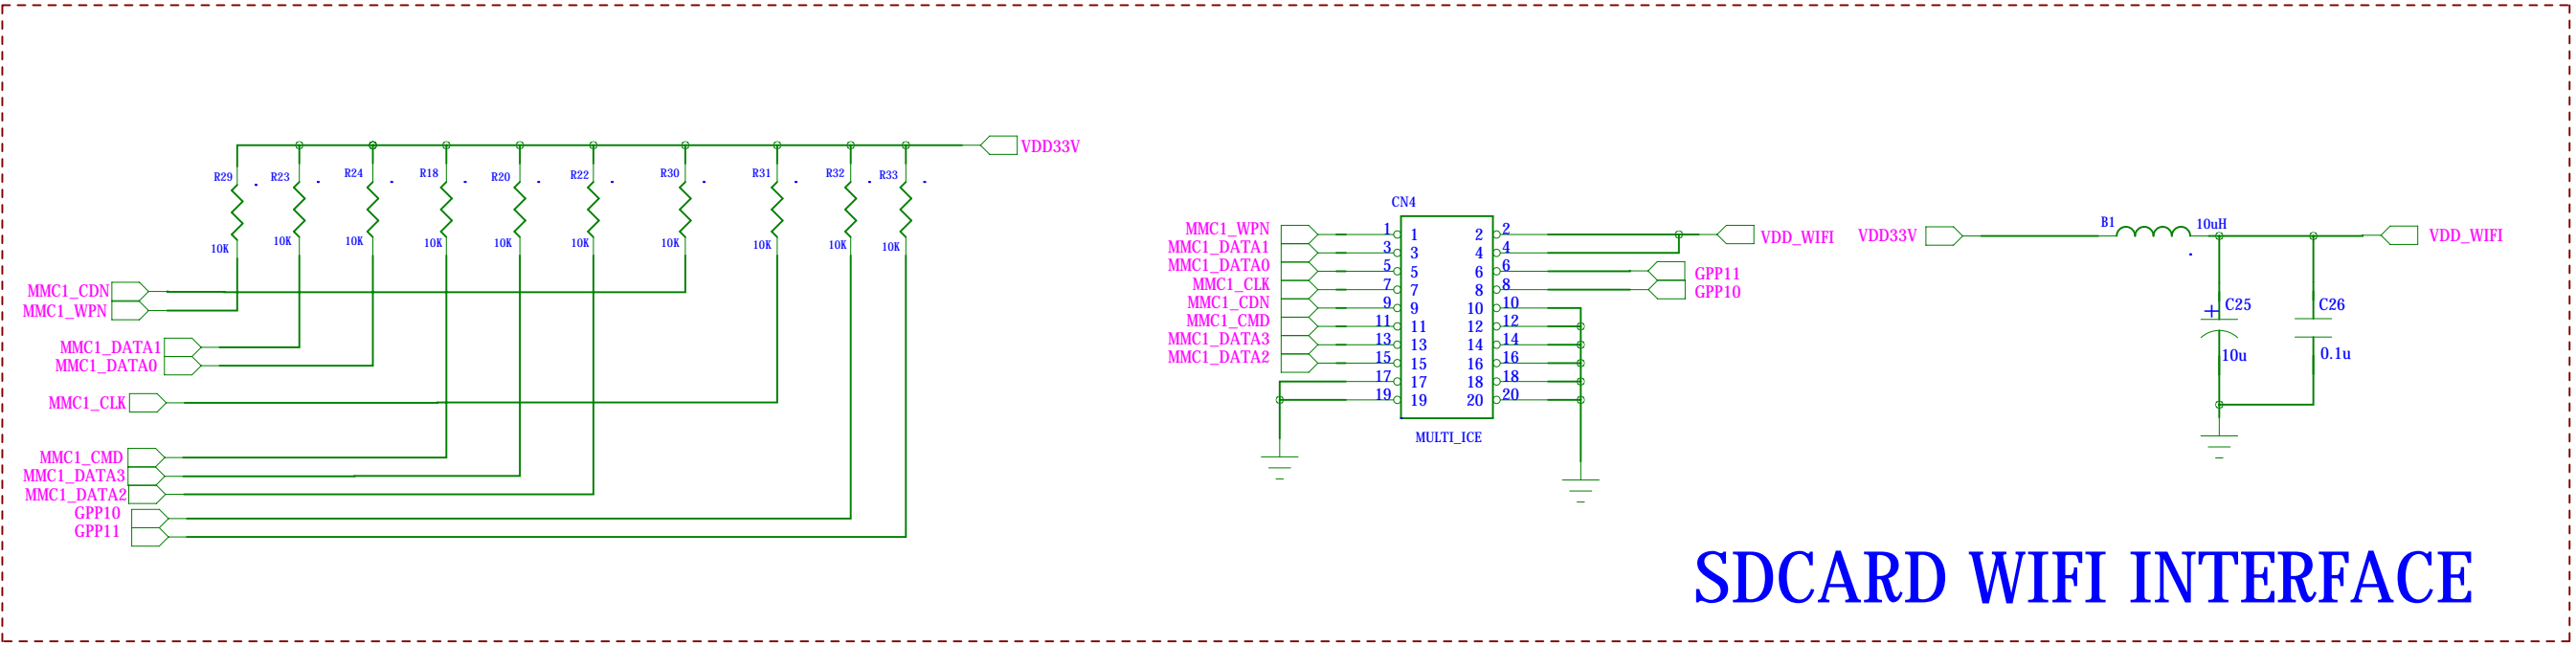 VDD33V
R29 R23 R24 R18 R20 R22 R30 R31 R32 R33
10K 10K 10K 10K 10K 10K 10K 10K 10K 10K
MMC1_CDN
MMC1_WPN
MMC1_DATA1
MMC1_DATA0
MMC1_CLK
MMC1_CMD
MMC1_DATA3
MMC1_DATA2
GPP10
GPP11
CN4
MMC1_WPN 1 1 2 2 VDD_WIFI
MMC1_DATA1 3 3 4 4
MMC1_DATA0 5 5 6 6 GPP11
MMC1_CLK 7 7 8 8 GPP10
MMC1_CDN 9 9 10 10
MMC1_CMD 11 11 12 12
MMC1_DATA3 13 13 14 14
MMC1_DATA2 15 15 16 16
17 17 18 18
19 19 20 20
MULTI_ICE
B1 10uH
VDD33V VDD_WIFI
+ C25 C26
10u 0.1u
SDCARD WIFI INTERFACE